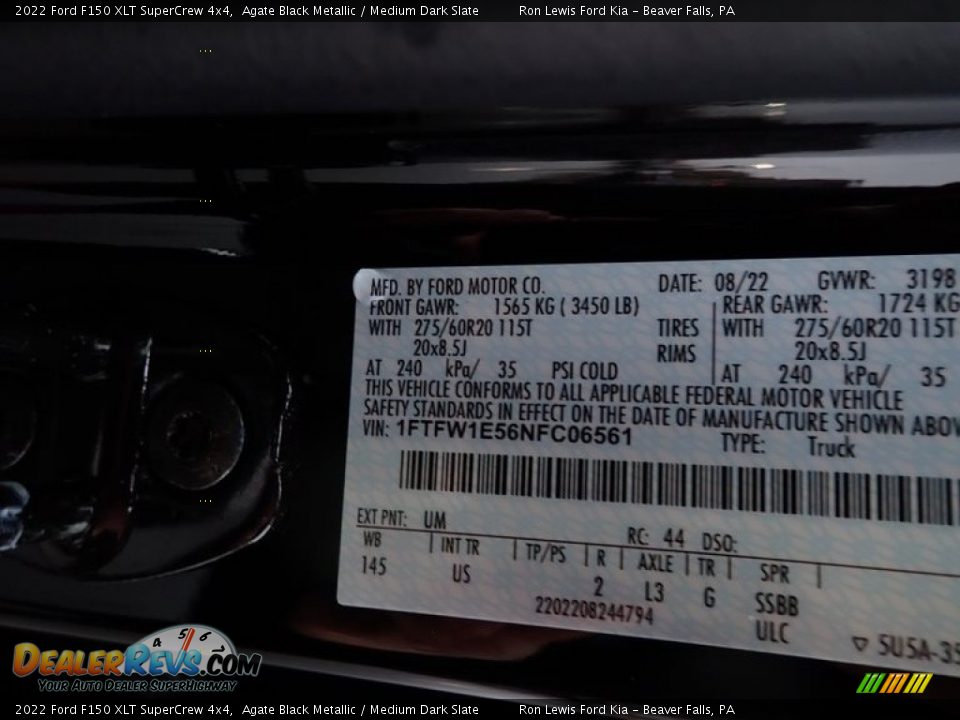 2022 Ford F150 XLT SuperCrew 4x4, Agate Black Metallic / Medium Dark Slate Ron Lewis Ford Kia - Beaver Falls, PA
MFD. BY FORD MOTOR CO. DATE: 08/22 GVWR: 3198
FRONT GAWR: 1565 KG ( 3450 LB) REAR GAWR: 1724 KG
WITH 275/60R20 115T TIRES WITH 275/60R20 115T
20x8.5J RIMS 20x8.5J
AT 240 kPa/ 35 PSI COLD AT 240 kPa/ 35
THIS VEHICLE CONFORMS TO ALL APPLICABLE FEDERAL MOTOR VEHICLE
SAFETY STANDARDS IN EFFECT ON THE DATE OF MANUFACTURE SHOWN ABOV
VIN: 1FTFW1E56NFC06561 TYPE: Truck
EXT PNT: UM RC: 44 DSO:
WB INT TR TP/PS R AXLE TR SPR
145 US 2 L3 G SSBB
2202208244794 ULC 5U5A-35
4 5 6
DEALERREVS.COM
YOUR AUTO DEALER SUPERHIGHWAY
2022 Ford F150 XLT SuperCrew 4x4, Agate Black Metallic / Medium Dark Slate Ron Lewis Ford Kia - Beaver Falls, PA